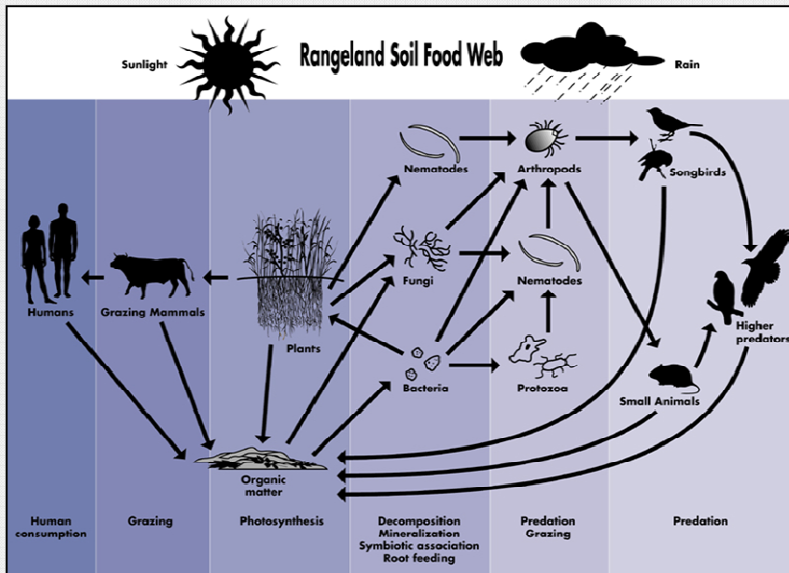 Rangeland Soil Food Web
Sunlight
Rain
Nematodes
Arthropods
Songbirds
Humans
Grazing Mammals
Plants
Fungi
Nematodes
Higher
predators
Bacteria
Protozoa
Small Animals
Organic
matter
Human
consumption
Grazing
Photosynthesis
Decomposition
Mineralization
Symbiotic association
Root feeding
Predation
Grazing
Predation